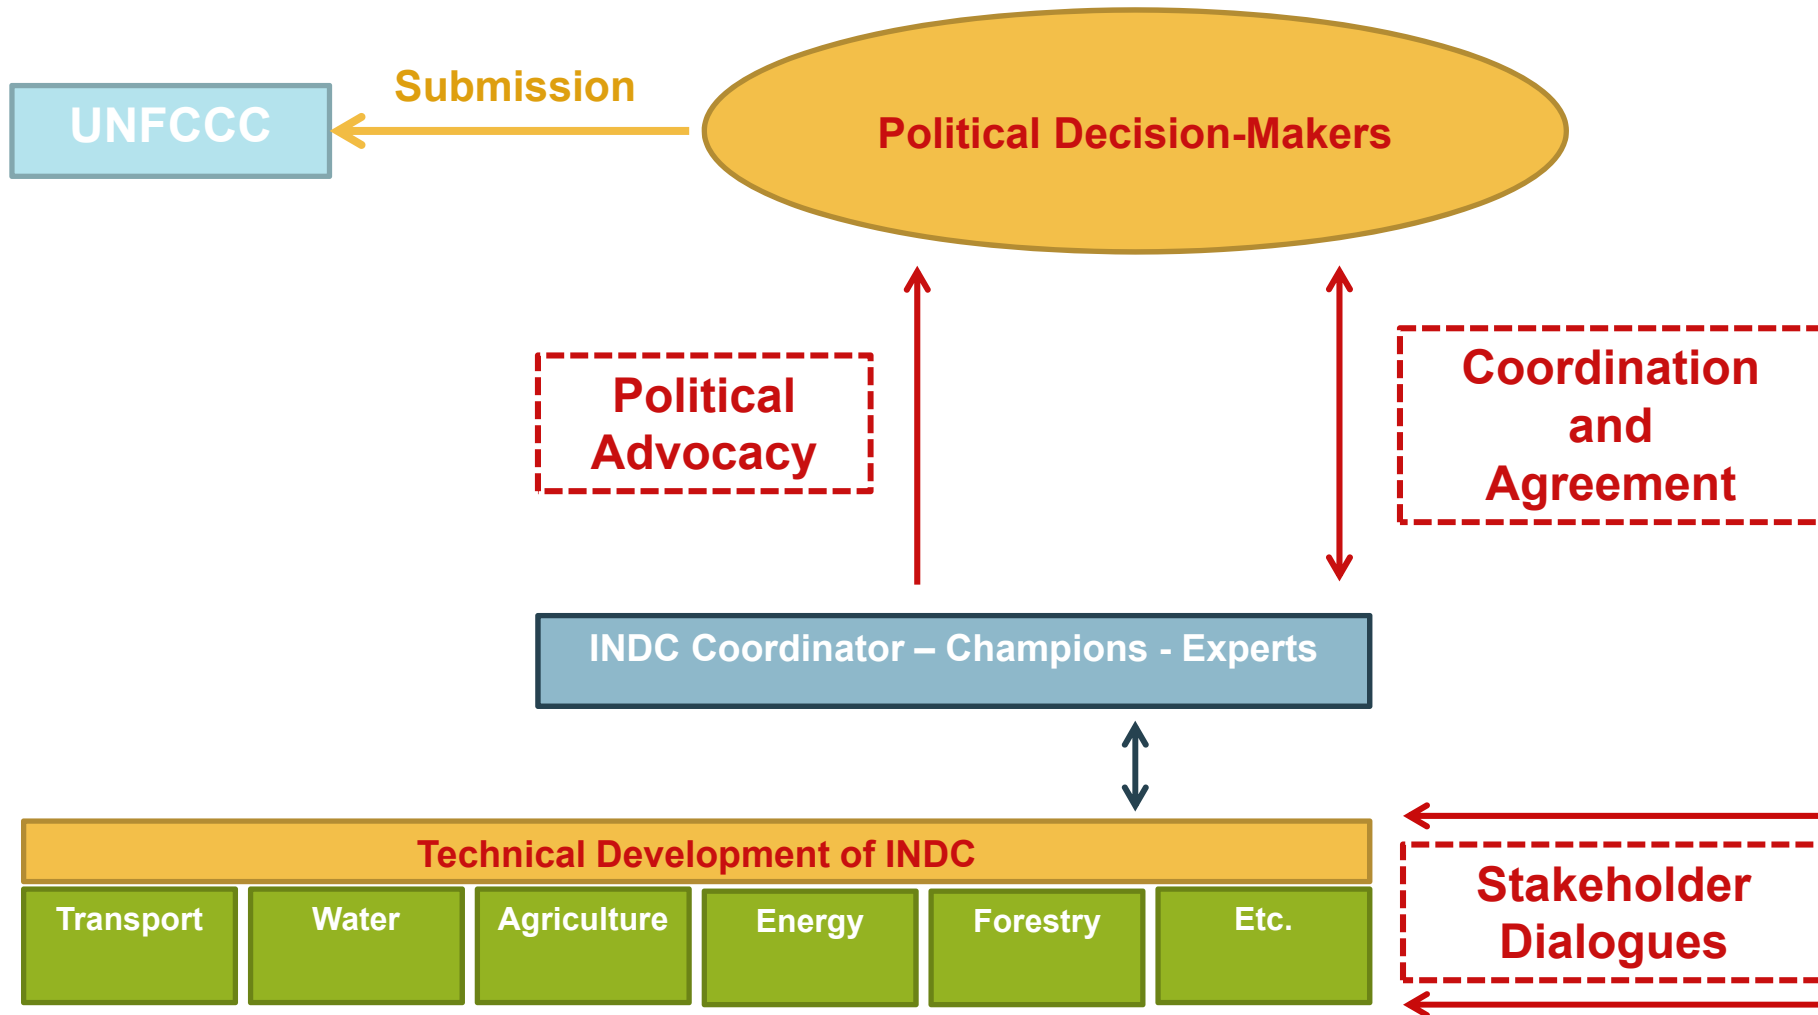 Submission
UNFCCC
Political Decision-Makers
Political
Advocacy
Coordination
and
Agreement
INDC Coordinator – Champions - Experts
Technical Development of INDC
Transport
Water
Agriculture
Energy
Forestry
Etc.
Stakeholder
Dialogues